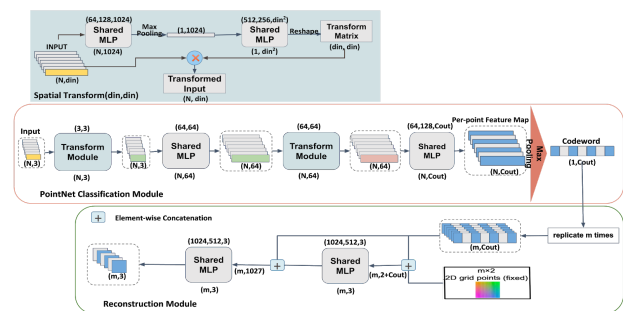 (64,128,1024)
Shared
MLP
(N,1024)
Max
Pooling
(1,1024)
(512,256,din²)
Shared
MLP
(1, din²)
Reshape
Transform
Matrix
(din, din)
INPUT
(N,din)
Transformed
Input
(N, din)
Spatial Transform(din,din)
Input
(N,3)
(3,3)
Transform
Module
(N,3)
(N,3)
(64,64)
Shared
MLP
(N,64)
(N,64)
(64,64)
Transform
Module
(N,64)
(N,64)
(64,128,Cout)
Shared
MLP
(N,Cout)
Per-point Feature Map
(N,Cout)
Max
Pooling
Codeword
(1,Cout)
PointNet Classification Module
Element-wise Concatenation
replicate m times
(m,Cout)
m×2
2D grid points (fixed)
(m,2+Cout)
(1024,512,3)
Shared
MLP
(m,3)
(m,1027)
(1024,512,3)
Shared
MLP
(m,3)
(m,3)
Reconstruction Module